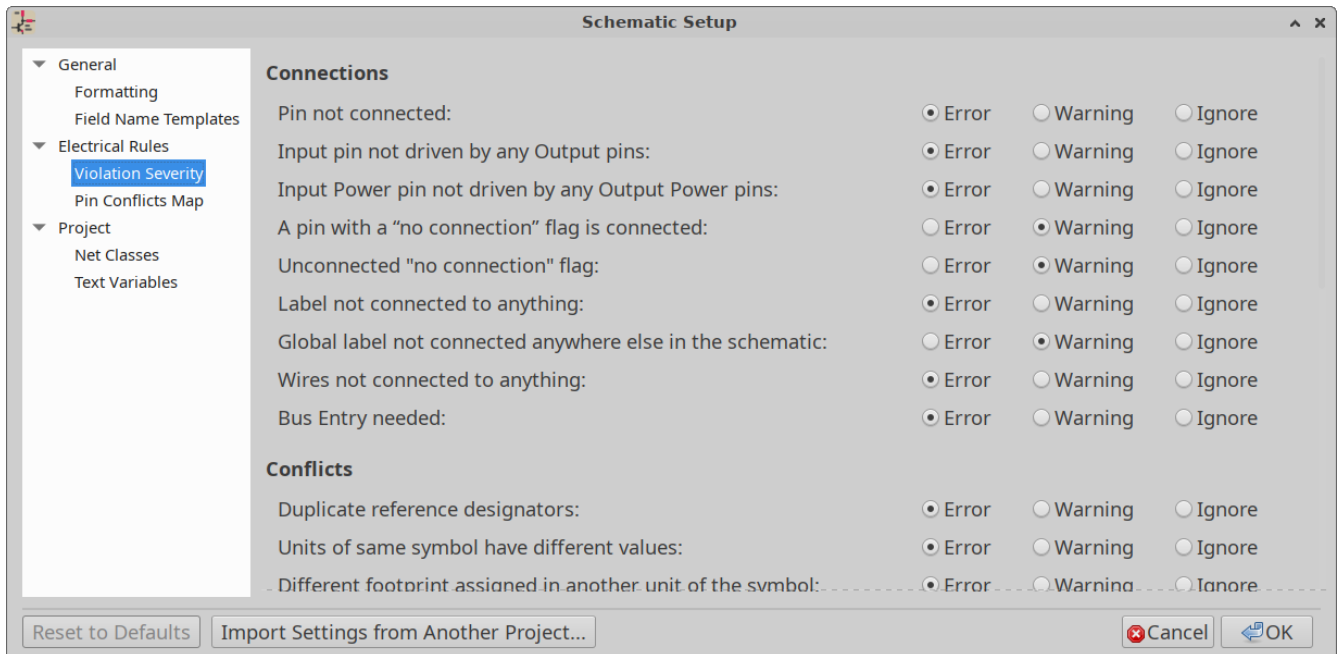 Schematic Setup
General
Formatting
Field Name Templates
Electrical Rules
Violation Severity
Pin Conflicts Map
Project
Net Classes
Text Variables
Connections
Pin not connected: Error Warning Ignore
Input pin not driven by any Output pins: Error Warning Ignore
Input Power pin not driven by any Output Power pins: Error Warning Ignore
A pin with a “no connection” flag is connected: Error Warning Ignore
Unconnected "no connection" flag: Error Warning Ignore
Label not connected to anything: Error Warning Ignore
Global label not connected anywhere else in the schematic: Error Warning Ignore
Wires not connected to anything: Error Warning Ignore
Bus Entry needed: Error Warning Ignore
Conflicts
Duplicate reference designators: Error Warning Ignore
Units of same symbol have different values: Error Warning Ignore
Different footprint assigned in another unit of the symbol: Error Warning Ignore
Reset to Defaults Import Settings from Another Project... Cancel OK